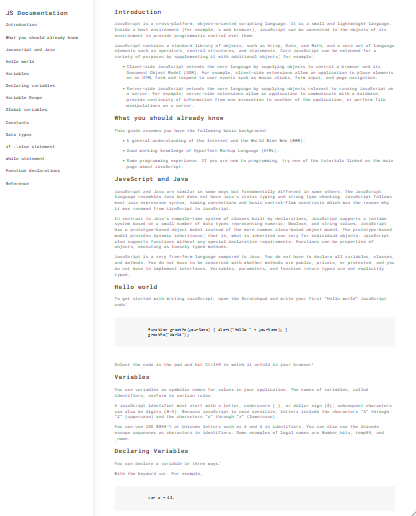 JS Documentation
Introduction
What you should already know
Javascript and Java
Hello world
Variables
Declaring variables
Variable Scope
Global variables
Constants
Data types
if...else statement
while statement
Function declarations
Reference
Introduction
JavaScript is a cross-platform, object-oriented scripting language. It is a small and lightweight language.
Inside a host environment (for example, a web browser), JavaScript can be connected to the objects of its
environment to provide programmatic control over them.
JavaScript contains a standard library of objects, such as Array, Date, and Math, and a core set of language
elements such as operators, control structures, and statements. Core JavaScript can be extended for a
variety of purposes by supplementing it with additional objects; for example:
Client-side JavaScript extends the core language by supplying objects to control a browser and its
Document Object Model (DOM). For example, client-side extensions allow an application to place elements
on an HTML form and respond to user events such as mouse clicks, form input, and page navigation.
Server-side JavaScript extends the core language by supplying objects relevant to running JavaScript on
a server. For example, server-side extensions allow an application to communicate with a database,
provide continuity of information from one invocation to another of the application, or perform file
manipulations on a server.
What you should already know
This guide assumes you have the following basic background:
A general understanding of the Internet and the World Wide Web (WWW).
Good working knowledge of HyperText Markup Language (HTML).
Some programming experience. If you are new to programming, try one of the tutorials linked on the main
page about JavaScript.
JavaScript and Java
JavaScript and Java are similar in some ways but fundamentally different in some others. The JavaScript
language resembles Java but does not have Java's static typing and strong type checking. JavaScript follows
most Java expression syntax, naming conventions and basic control-flow constructs which was the reason why
it was renamed from LiveScript to JavaScript.
In contrast to Java's compile-time system of classes built by declarations, JavaScript supports a runtime
system based on a small number of data types representing numeric, Boolean, and string values. JavaScript
has a prototype-based object model instead of the more common class-based object model. The prototype-based
model provides dynamic inheritance; that is, what is inherited can vary for individual objects. JavaScript
also supports functions without any special declarative requirements. Functions can be properties of
objects, executing as loosely typed methods.
JavaScript is a very free-form language compared to Java. You do not have to declare all variables, classes,
and methods. You do not have to be concerned with whether methods are public, private, or protected, and you
do not have to implement interfaces. Variables, parameters, and function return types are not explicitly
typed.
Hello world
To get started with writing JavaScript, open the Scratchpad and write your first "Hello world" JavaScript
code:
function greetMe(yourName) { alert("Hello " + yourName); }
greetMe("World");
Select the code in the pad and hit Ctrl+R to watch it unfold in your browser!
Variables
You use variables as symbolic names for values in your application. The names of variables, called
identifiers, conform to certain rules.
A JavaScript identifier must start with a letter, underscore (_), or dollar sign ($); subsequent characters
can also be digits (0-9). Because JavaScript is case sensitive, letters include the characters "A" through
"Z" (uppercase) and the characters "a" through "z" (lowercase).
You can use ISO 8859-1 or Unicode letters such as å and ü in identifiers. You can also use the Unicode
escape sequences as characters in identifiers. Some examples of legal names are Number_hits, temp99, and
_name.
Declaring Variables
You can declare a variable in three ways:
With the keyword var. For example,
var x = 42.